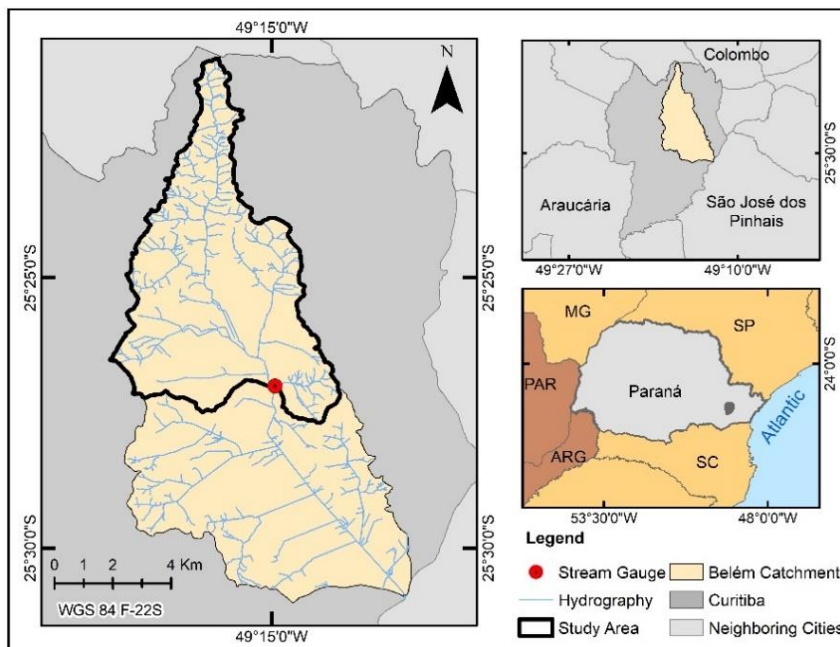 49°15'0"W
N
25°25'0"S
25°25'0"S
25°30'0"S
25°30'0"S
0 1 2 4 Km
WGS 84 F-22S
49°15'0"W
Colombo
Araucária
São José dos
Pinhais
25°30'0"S
49°27'0"W
49°10'0"W
MG
SP
PAR
Paraná
ARG
SC
Atlantic
24°0'0"S
53°30'0"W
48°0'0"W
Legend
Stream Gauge
Belém Catchment
Hydrography
Curitiba
Study Area
Neighboring Cities